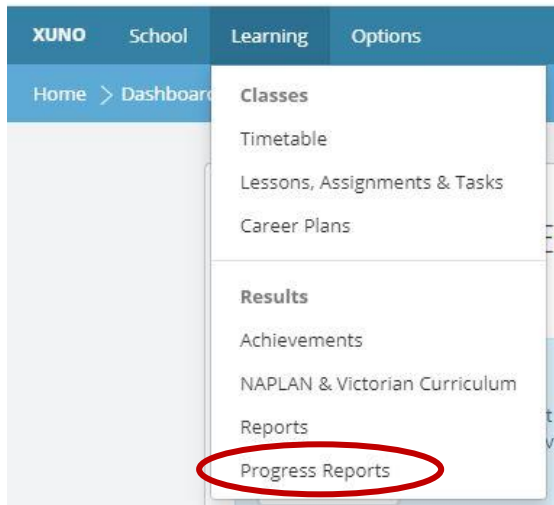 XUNO School Learning Options
Home > Dashboard
Classes
Timetable
Lessons, Assignments & Tasks
Career Plans
Results
Achievements
NAPLAN & Victorian Curriculum
Reports
Progress Reports